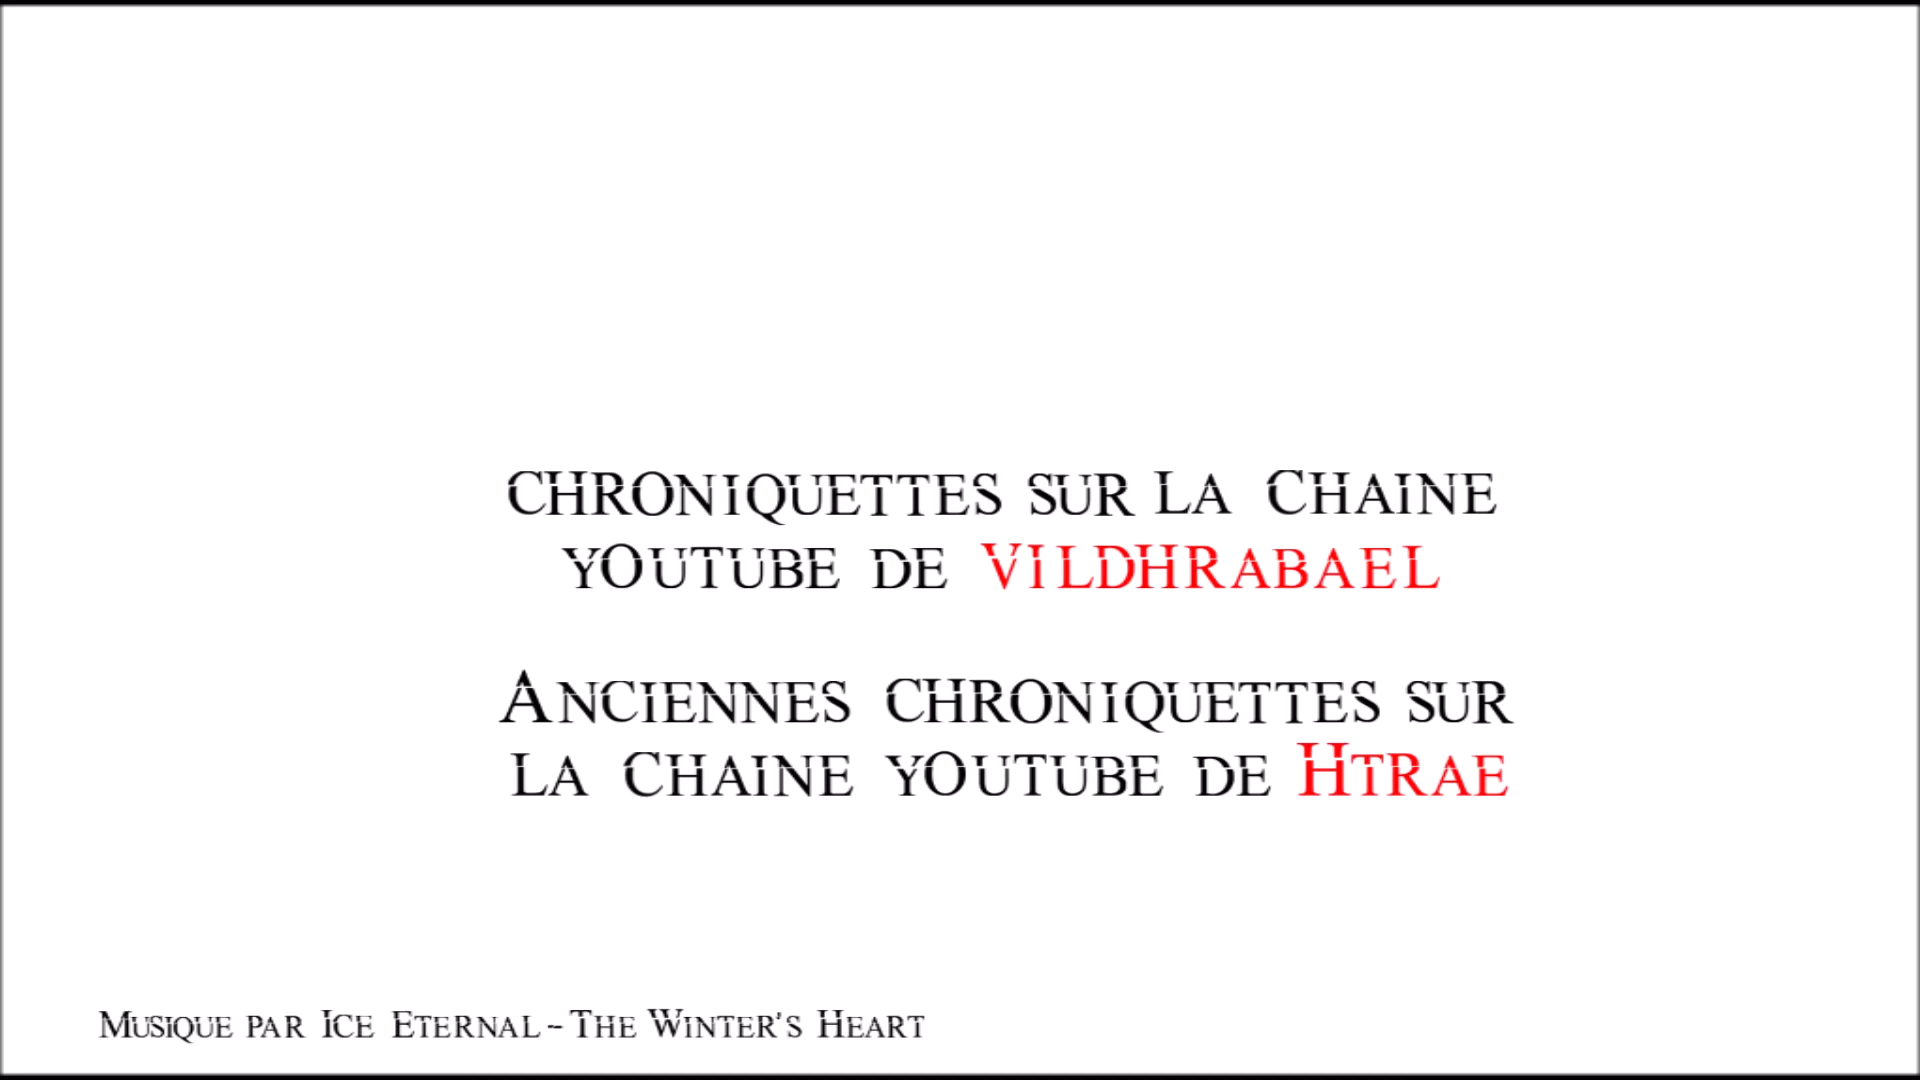 CHRONIQUETTES SUR LA CHAINE
YOUTUBE DE VILDHRABAEL
ANCIENNES CHRONIQUETTES SUR
LA CHAINE YOUTUBE DE HTRAE
MUSIQUE PAR ICE ETERNAL - THE WINTER'S HEART